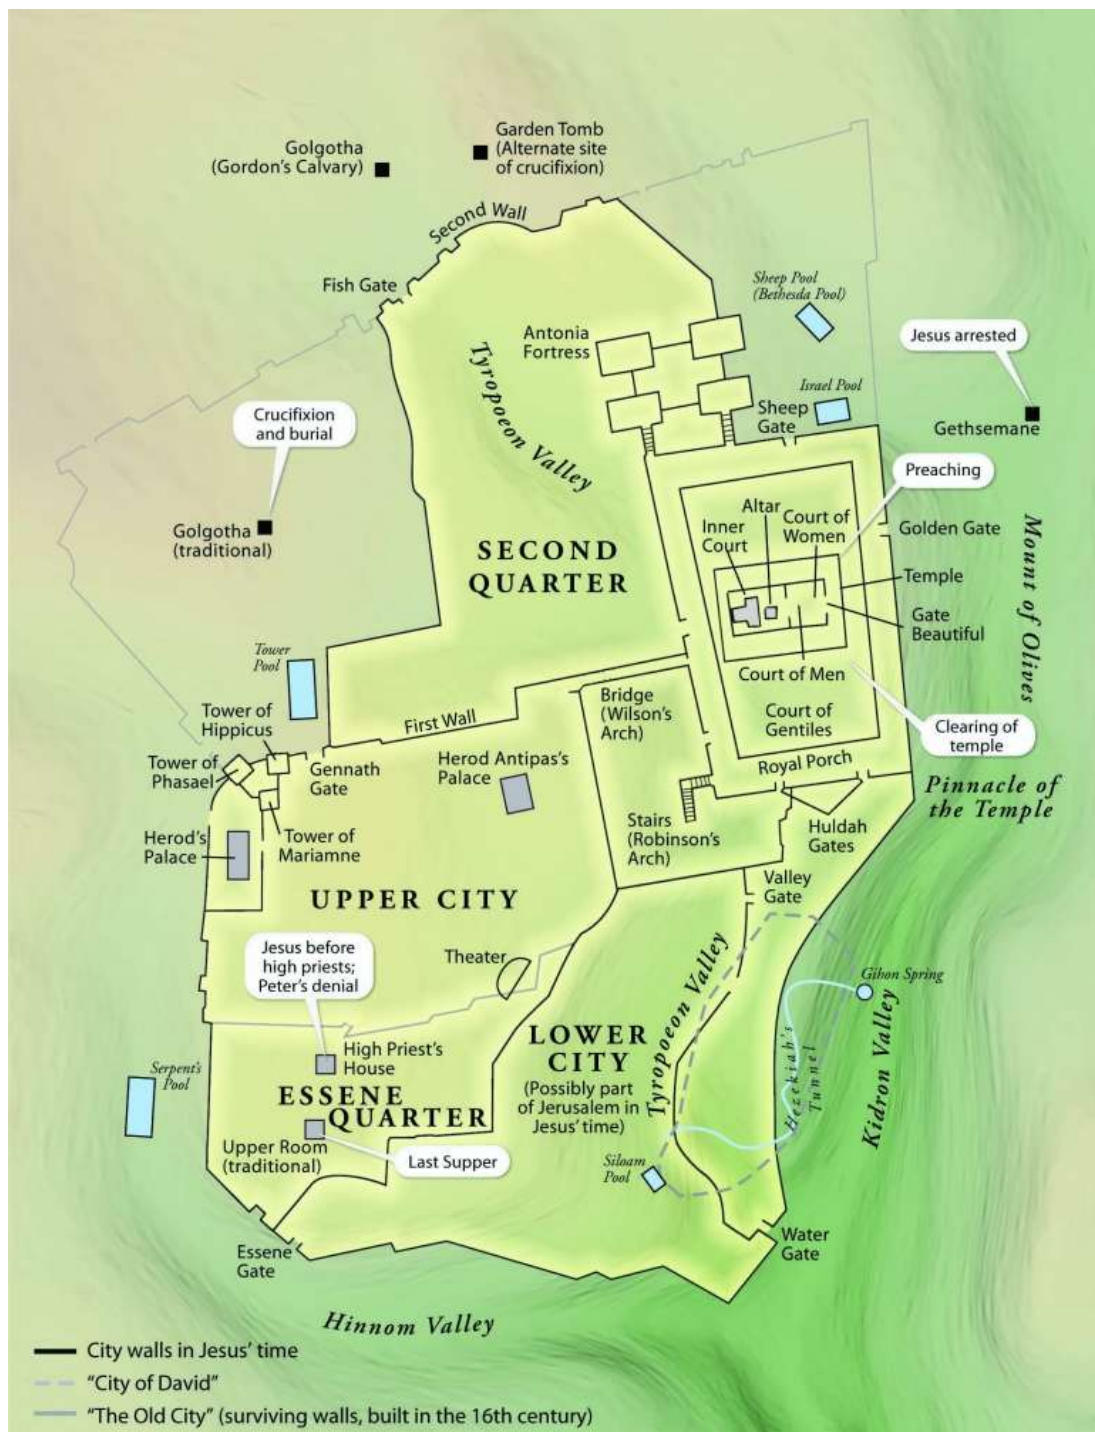 Garden Tomb
(Alternate site
of crucifixion)
Golgotha
(Gordon's Calvary)
Second Wall
Fish Gate
Sheep Pool
(Bethesda Pool)
Antonia
Fortress
Jesus arrested
Tyropoeon Valley
Israel Pool
Sheep
Gate
Gethsemane
Crucifixion
and burial
Preaching
Golgotha
(traditional)
Altar
Inner
Court
Court of
Women
Golden Gate
Mount of Olives
SECOND
QUARTER
Temple
Gate
Beautiful
Tower
Pool
Court of Men
Bridge
(Wilson's
Arch)
Court of
Gentiles
Clearing of
temple
Tower of
Hippicus
First Wall
Tower of
Phasael
Gennath
Gate
Herod Antipas's
Palace
Royal Porch
Pinnacle of
the Temple
Herod's
Palace
Tower of
Mariamne
Stairs
(Robinson's
Arch)
Huldah
Gates
UPPER CITY
Valley
Gate
Jesus before
high priests;
Peter's denial
Theater
Tyropoeon Valley
Gihon Spring
LOWER
CITY
(Possibly part
of Jerusalem in
Jesus' time)
Hezekiah's
Tunnel
Kidron Valley
High Priest's
House
Serpent's
Pool
ESSENE
QUARTER
Upper Room
(traditional)
Last Supper
Siloam
Pool
Essene
Gate
Water
Gate
Hinnom Valley
City walls in Jesus' time
"City of David"
"The Old City" (surviving walls, built in the 16th century)